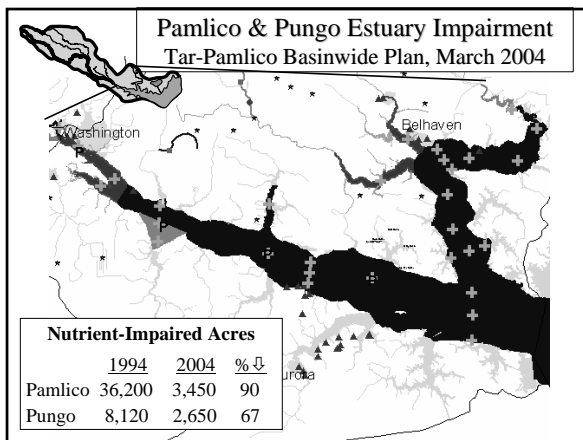 Pamlico & Pungo Estuary Impairment
Tar-Pamlico Basinwide Plan, March 2004
Washington
Belhaven
P
P
Nutrient-Impaired Acres
1994 2004 %⇩
Pamlico 36,200 3,450 90
Pungo 8,120 2,650 67
urora